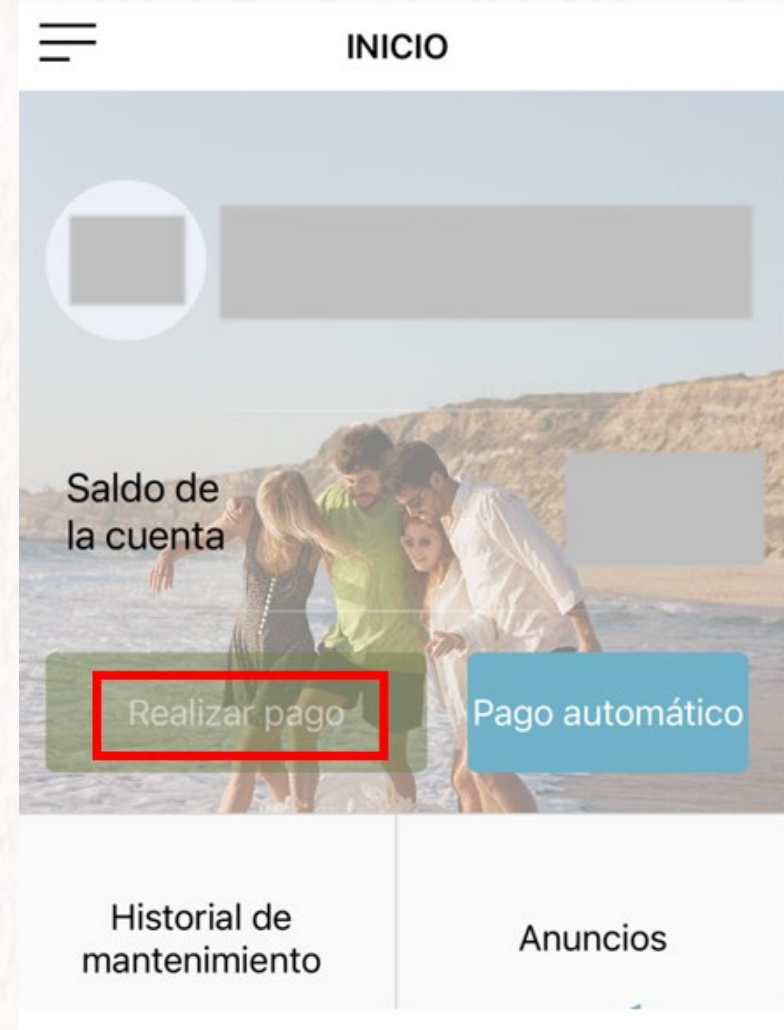 INICIO
Saldo de
la cuenta
Realizar pago
Pago automático
Historial de
mantenimiento
Anuncios